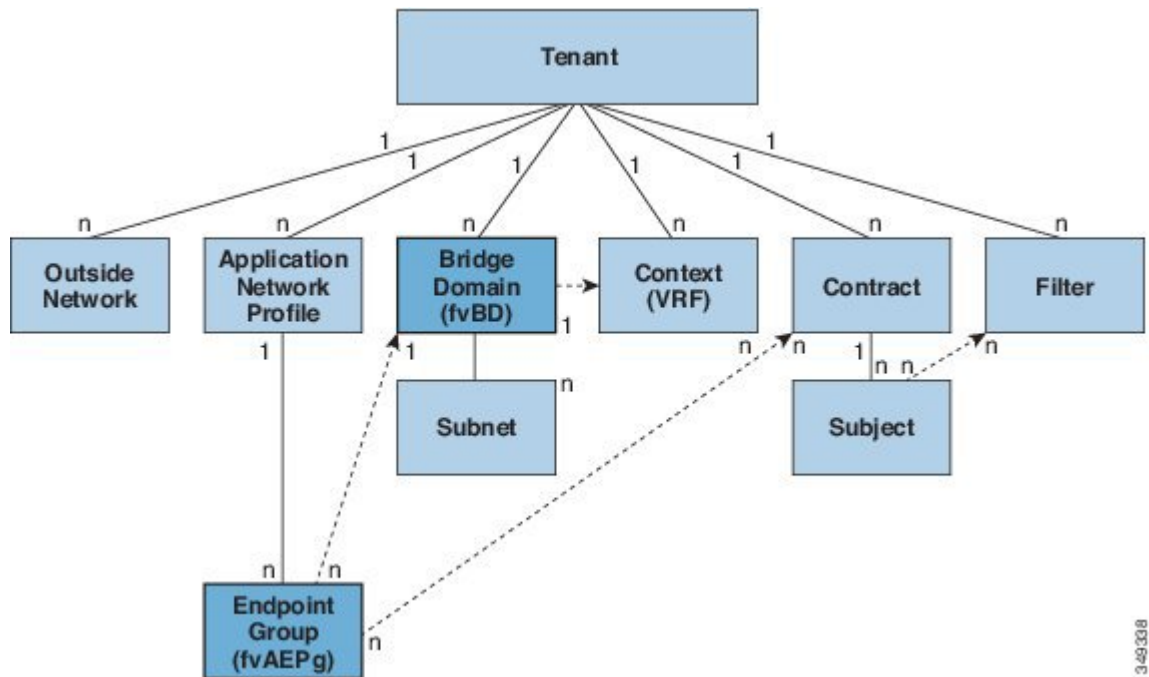 Tenant
1
1
1
1
1
1
n
n
n
n
n
n
Outside
Network
Application
Network
Profile
Bridge
Domain
(fvBD)
Context
(VRF)
Contract
Filter
1
1
1
n
n
1
n
n
n
n
Subnet
Subject
n
n
Endpoint
Group
(fvAEPg)
n
349338